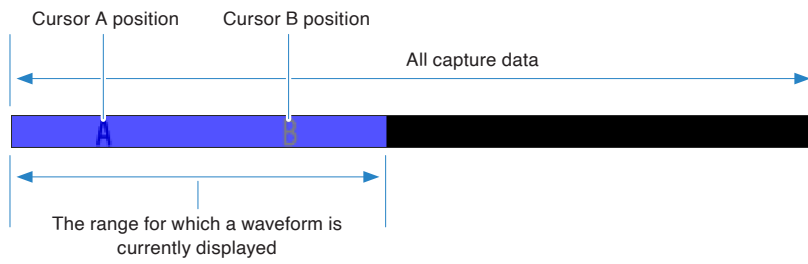 Cursor A position
Cursor B position
All capture data
A
B
The range for which a waveform is
currently displayed